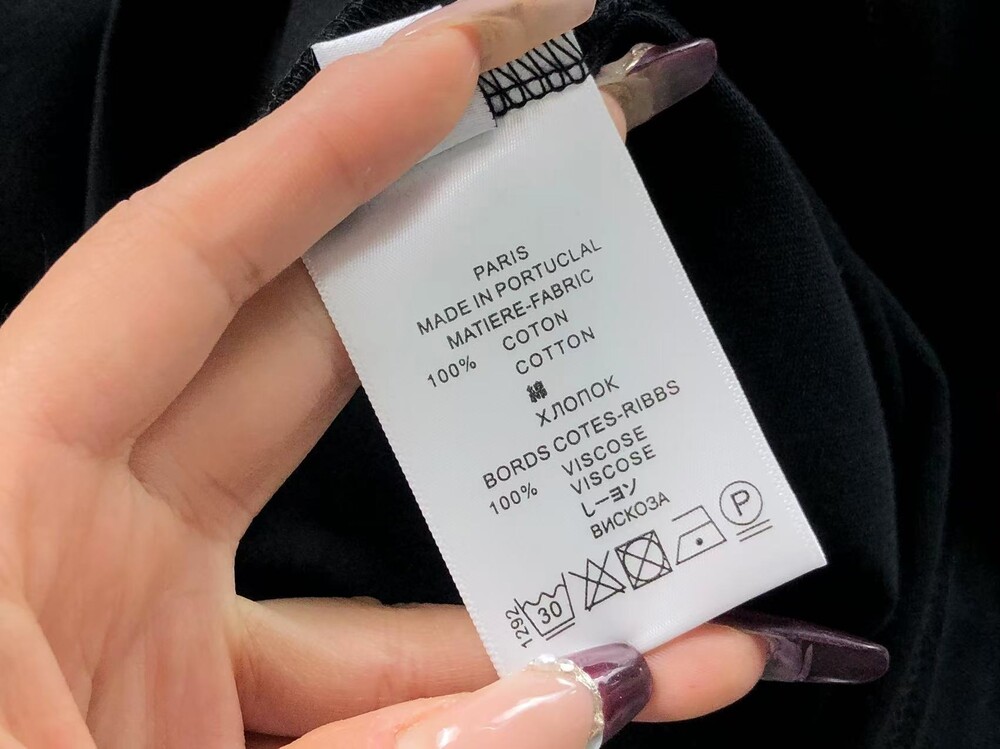 PARIS
MADE IN PORTUCLAL
MATIERE-FABRIC
100% COTON
COTTON
綿
ХЛОПОК
BORDS COTES-RIBBS
100% VISCOSE
VISCOSE
レーヨン
ВИСКОЗА
1292 30 P